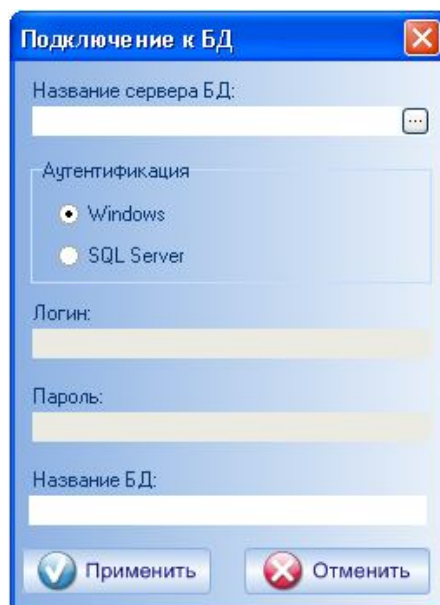 Подключение к БД
Название сервера БД:
...
Аутентификация
Windows
SQL Server
Логин:
Пароль:
Название БД:
Применить
Отменить